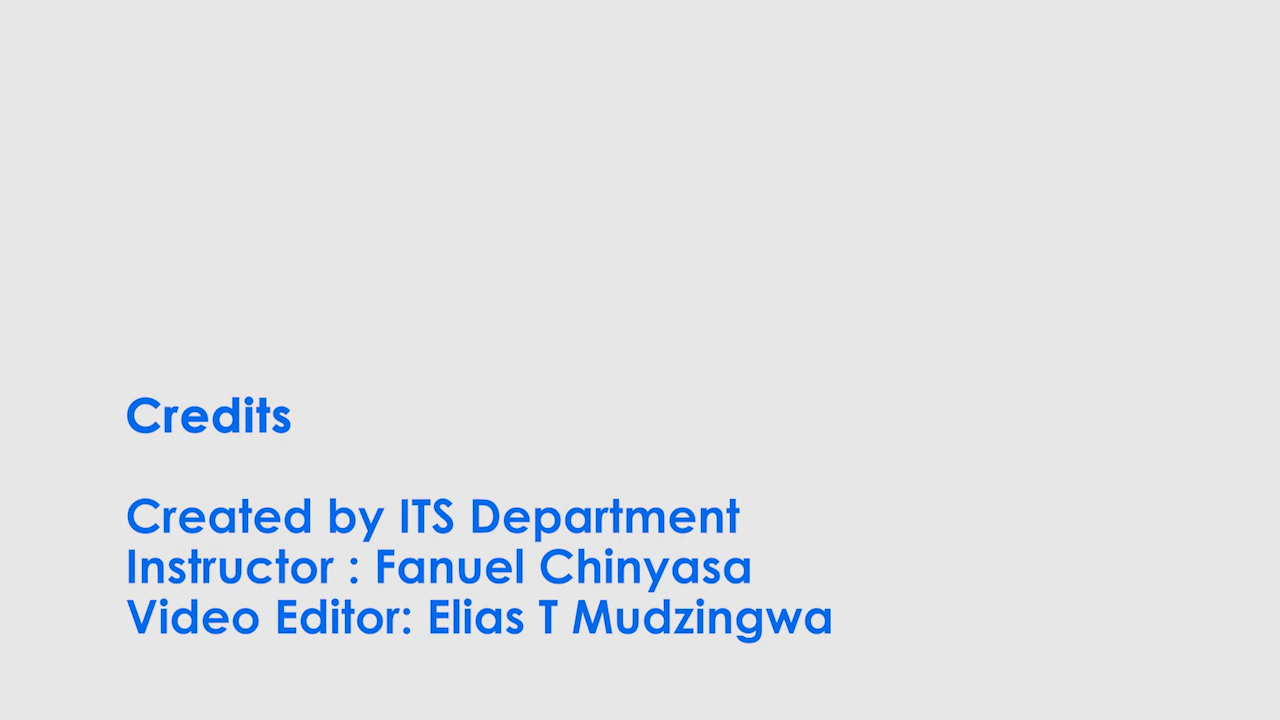 Credits
Created by ITS Department
Instructor : Fanuel Chinyasa
Video Editor: Elias T Mudzingwa